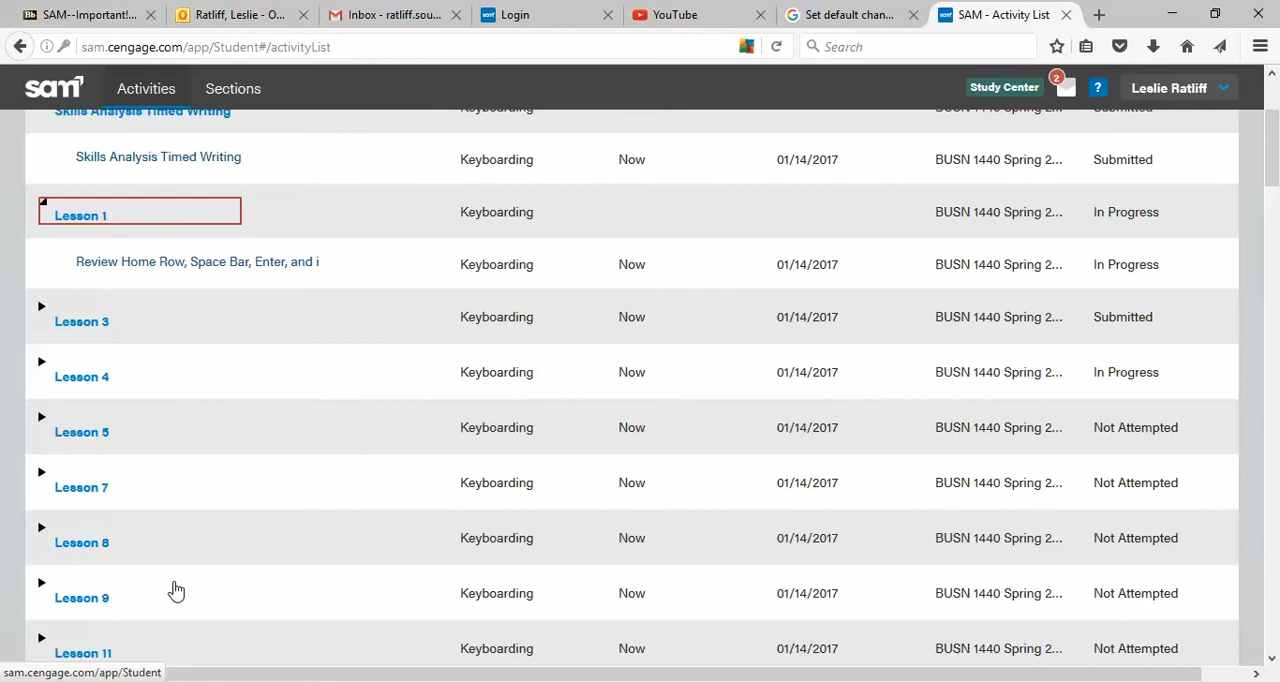 SAM--Important!... Ratliff, Leslie - O... Inbox - ratliff.sou... Login YouTube Set default chan... SAM - Activity List
sam.cengage.com/app/Student#/activityList Search
sam Activities Sections Study Center 2 ? Leslie Ratliff
Skills Analysis Timed Writing Keyboarding Submitted
Skills Analysis Timed Writing Keyboarding Now 01/14/2017 BUSN 1440 Spring 2... Submitted
Lesson 1 Keyboarding BUSN 1440 Spring 2... In Progress
Review Home Row, Space Bar, Enter, and i Keyboarding Now 01/14/2017 BUSN 1440 Spring 2... In Progress
Lesson 3 Keyboarding Now 01/14/2017 BUSN 1440 Spring 2... Submitted
Lesson 4 Keyboarding Now 01/14/2017 BUSN 1440 Spring 2... In Progress
Lesson 5 Keyboarding Now 01/14/2017 BUSN 1440 Spring 2... Not Attempted
Lesson 7 Keyboarding Now 01/14/2017 BUSN 1440 Spring 2... Not Attempted
Lesson 8 Keyboarding Now 01/14/2017 BUSN 1440 Spring 2... Not Attempted
Lesson 9 Keyboarding Now 01/14/2017 BUSN 1440 Spring 2... Not Attempted
Lesson 11 Keyboarding Now 01/14/2017 BUSN 1440 Spring 2... Not Attempted
sam.cengage.com/app/Student